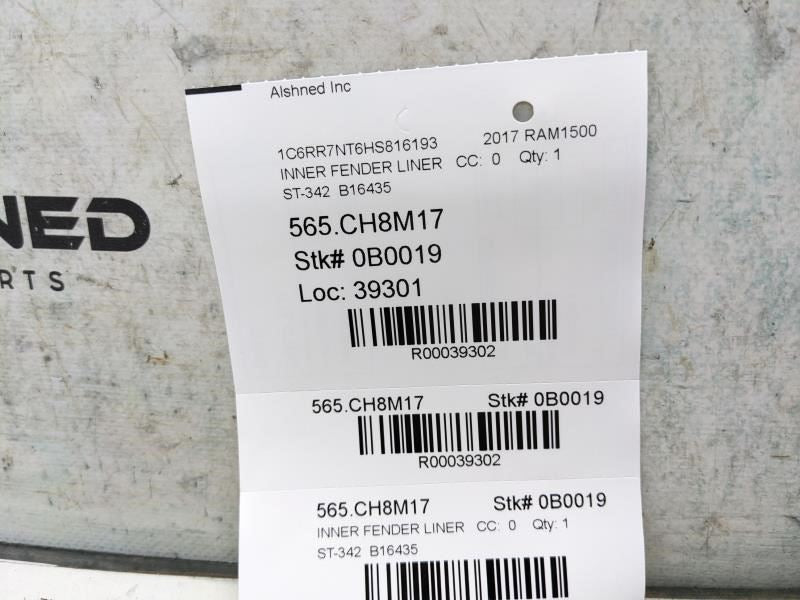 Alshned Inc
1C6RR7NT6HS816193 2017 RAM1500
INNER FENDER LINER CC: 0 Qty: 1
ST-342 B16435
565.CH8M17
Stk# 0B0019
Loc: 39301
R00039302
565.CH8M17 Stk# 0B0019
R00039302
565.CH8M17 Stk# 0B0019
INNER FENDER LINER CC: 0 Qty: 1
ST-342 B16435
NED
RTS